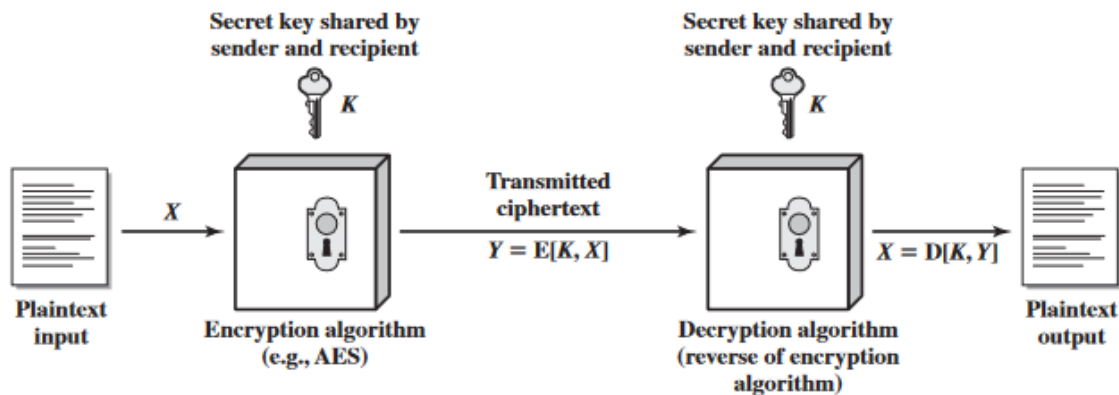 Secret key shared by
sender and recipient
K
Secret key shared by
sender and recipient
K
X
Transmitted
ciphertext
Y = E[K, X]
X = D[K, Y]
Plaintext
input
Encryption algorithm
(e.g., AES)
Decryption algorithm
(reverse of encryption
algorithm)
Plaintext
output